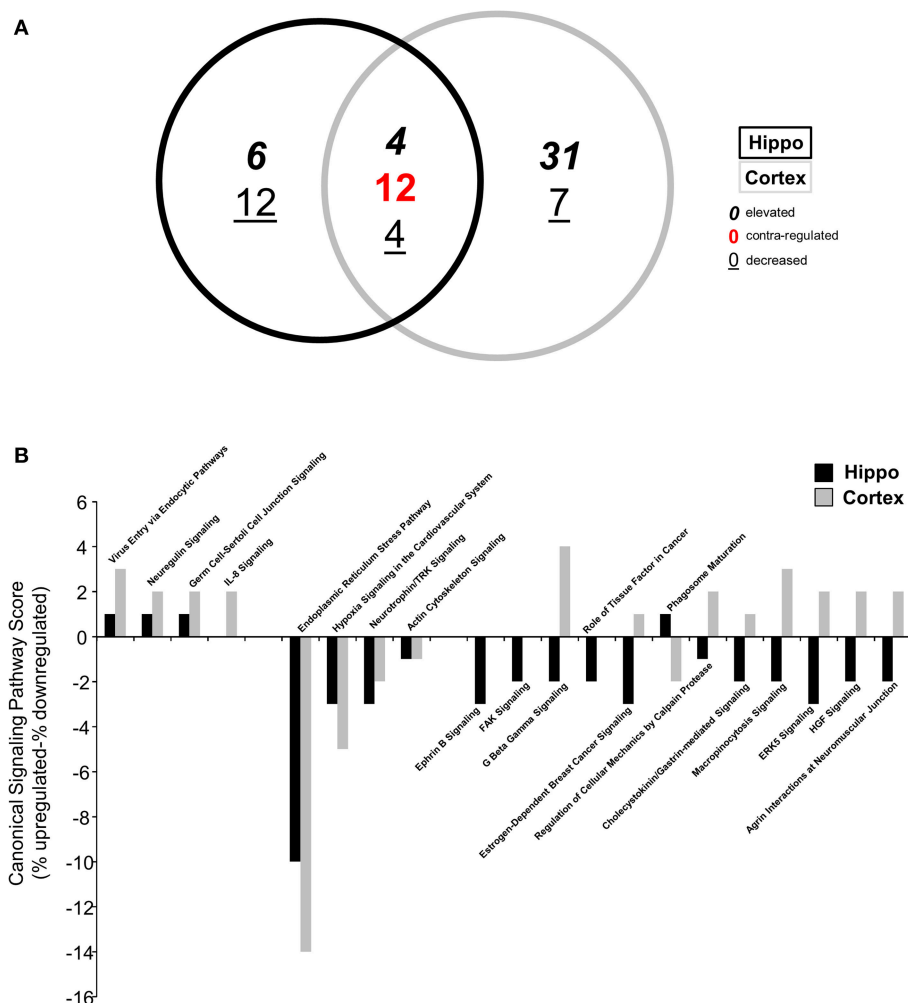 A
6
12
4
12
4
31
7
Hippo
Cortex
0 elevated
0 contra-regulated
0 decreased
B
Canonical Signaling Pathway Score
(% upregulated-% downregulated)
6
4
2
0
-2
-4
-6
-8
-10
-12
-14
-16
Virus Entry via Endocytic Pathways
Neuregulin Signaling
Germ Cell-Sertoli Cell Junction Signaling
IL-8 Signaling
Endoplasmic Reticulum Stress Pathway
Hypoxia Signaling in the Cardiovascular System
Neurotrophin/TRK Signaling
Actin Cytoskeleton Signaling
Ephrin B Signaling
FAK Signaling
G Beta Gamma Signaling
Role of Tissue Factor in Cancer
Estrogen-Dependent Breast Cancer Signaling
Phagosome Maturation
Regulation of Cellular Mechanics by Calpain Protease
Cholecystokinin/Gastrin-mediated Signaling
Macropinocytosis Signaling
ERK5 Signaling
HGF Signaling
Agrin Interactions at Neuromuscular Junction
Hippo
Cortex